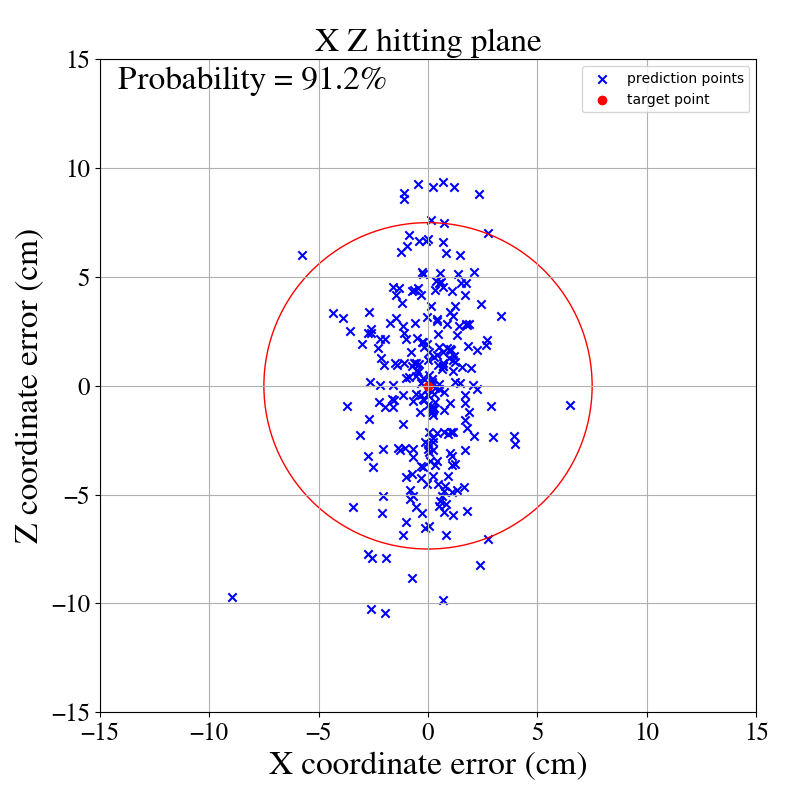 X Z hitting plane
Probability = 91.2%
prediction points
target point
Z coordinate error (cm)
15
10
5
0
−5
−10
−15
−15 −10 −5 0 5 10 15
X coordinate error (cm)